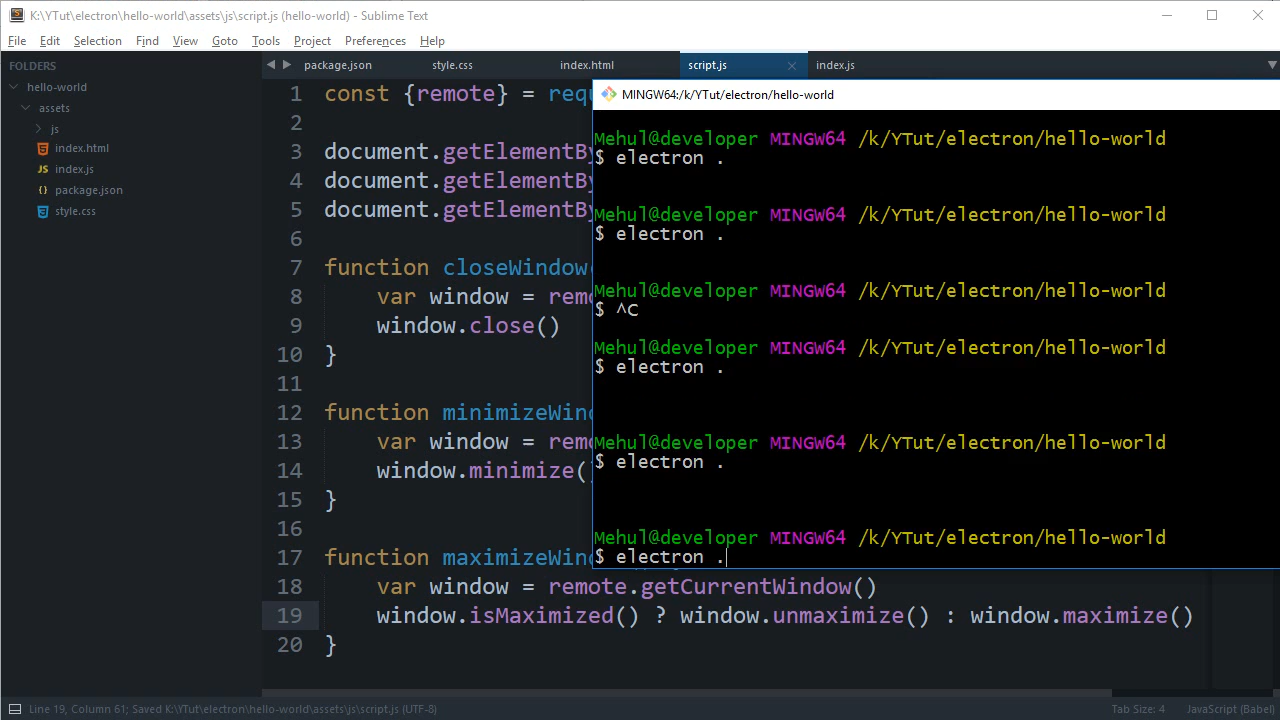 K:\YTut\electron\hello-world\assets\js\script.js (hello-world) - Sublime Text
File Edit Selection Find View Goto Tools Project Preferences Help
FOLDERS
hello-world
assets
js
index.html
index.js
package.json
style.css
package.json style.css index.html script.js index.js
1 const {remote} = requ
2
3 document.getElementBy
4 document.getElementBy
5 document.getElementBy
6
7 function closeWindow(
8 var window = remo
9 window.close()
10 }
11
12 function minimizeWind
13 var window = remo
14 window.minimize()
15 }
16
17 function maximizeWind
18 var window = remote.getCurrentWindow()
19 window.isMaximized() ? window.unmaximize() : window.maximize()
20 }
MINGW64:/k/YTut/electron/hello-world
Mehul@developer MINGW64 /k/YTut/electron/hello-world
$ electron .
Mehul@developer MINGW64 /k/YTut/electron/hello-world
$ electron .
Mehul@developer MINGW64 /k/YTut/electron/hello-world
$ ^C
Mehul@developer MINGW64 /k/YTut/electron/hello-world
$ electron .
Mehul@developer MINGW64 /k/YTut/electron/hello-world
$ electron .
Mehul@developer MINGW64 /k/YTut/electron/hello-world
$ electron .
Line 19, Column 61; Saved K:\YTut\electron\hello-world\assets\js\script.js (UTF-8) Tab Size: 4 JavaScript (Babel)